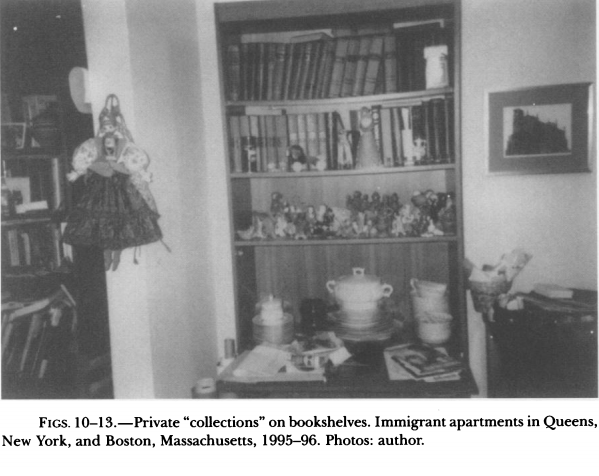 FIGS. 10–13.—Private “collections” on bookshelves. Immigrant apartments in Queens,
New York, and Boston, Massachusetts, 1995–96. Photos: author.